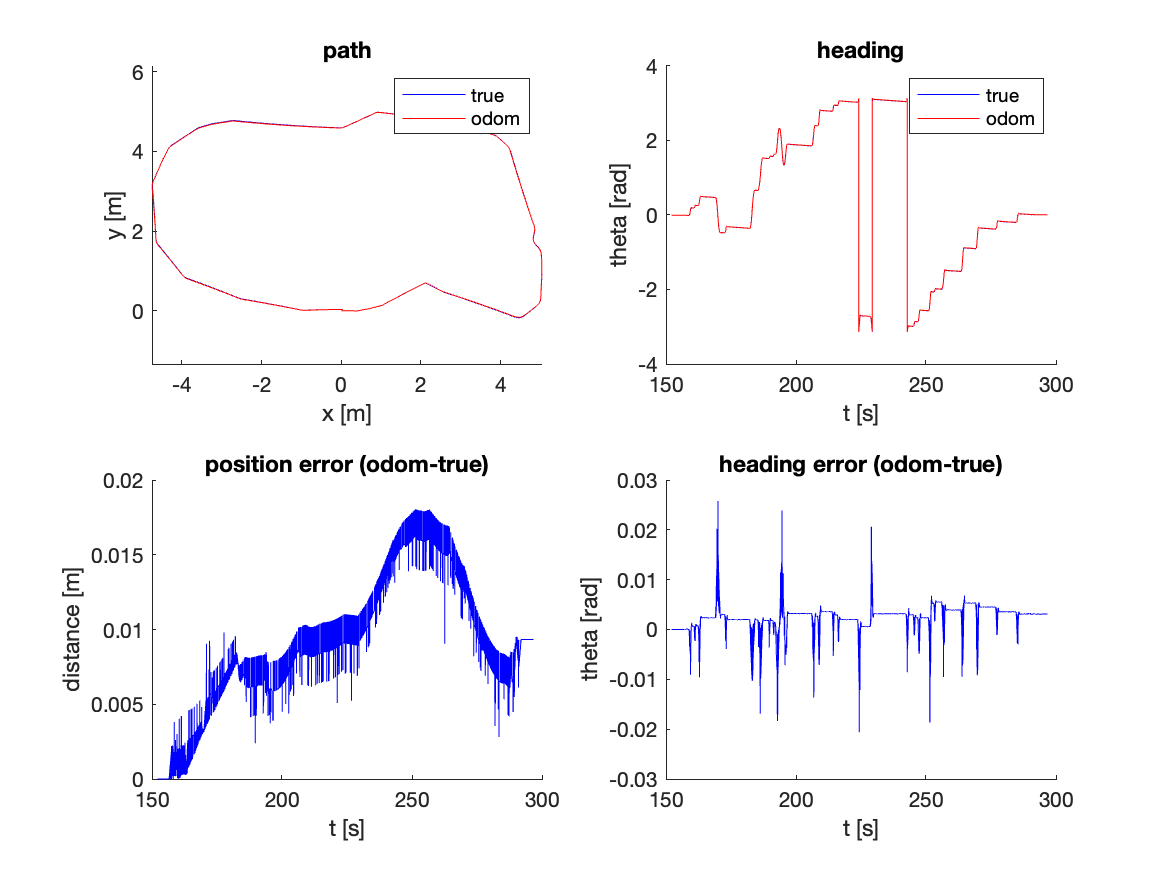 path
6
4
2
0
y [m]
-4
-2
0
2
4
x [m]
true
odom
heading
4
2
0
-2
-4
theta [rad]
150
200
250
300
t [s]
true
odom
position error (odom-true)
0.02
0.015
0.01
0.005
0
distance [m]
150
200
250
300
t [s]
heading error (odom-true)
0.03
0.02
0.01
0
-0.01
-0.02
-0.03
theta [rad]
150
200
250
300
t [s]